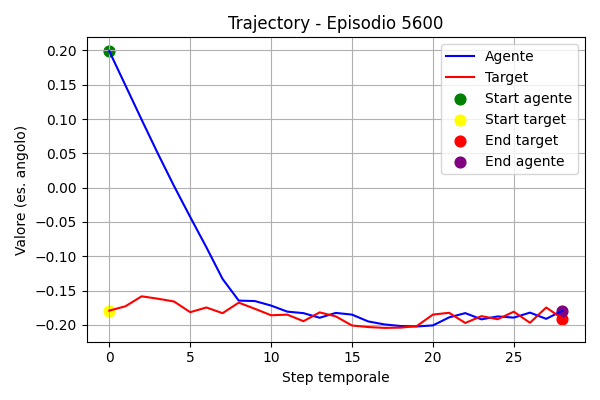 Trajectory - Episodio 5600
Agente
Target
Start agente
Start target
End target
End agente
Valore (es. angolo)
0.20
0.15
0.10
0.05
0.00
−0.05
−0.10
−0.15
−0.20
0 5 10 15 20 25
Step temporale